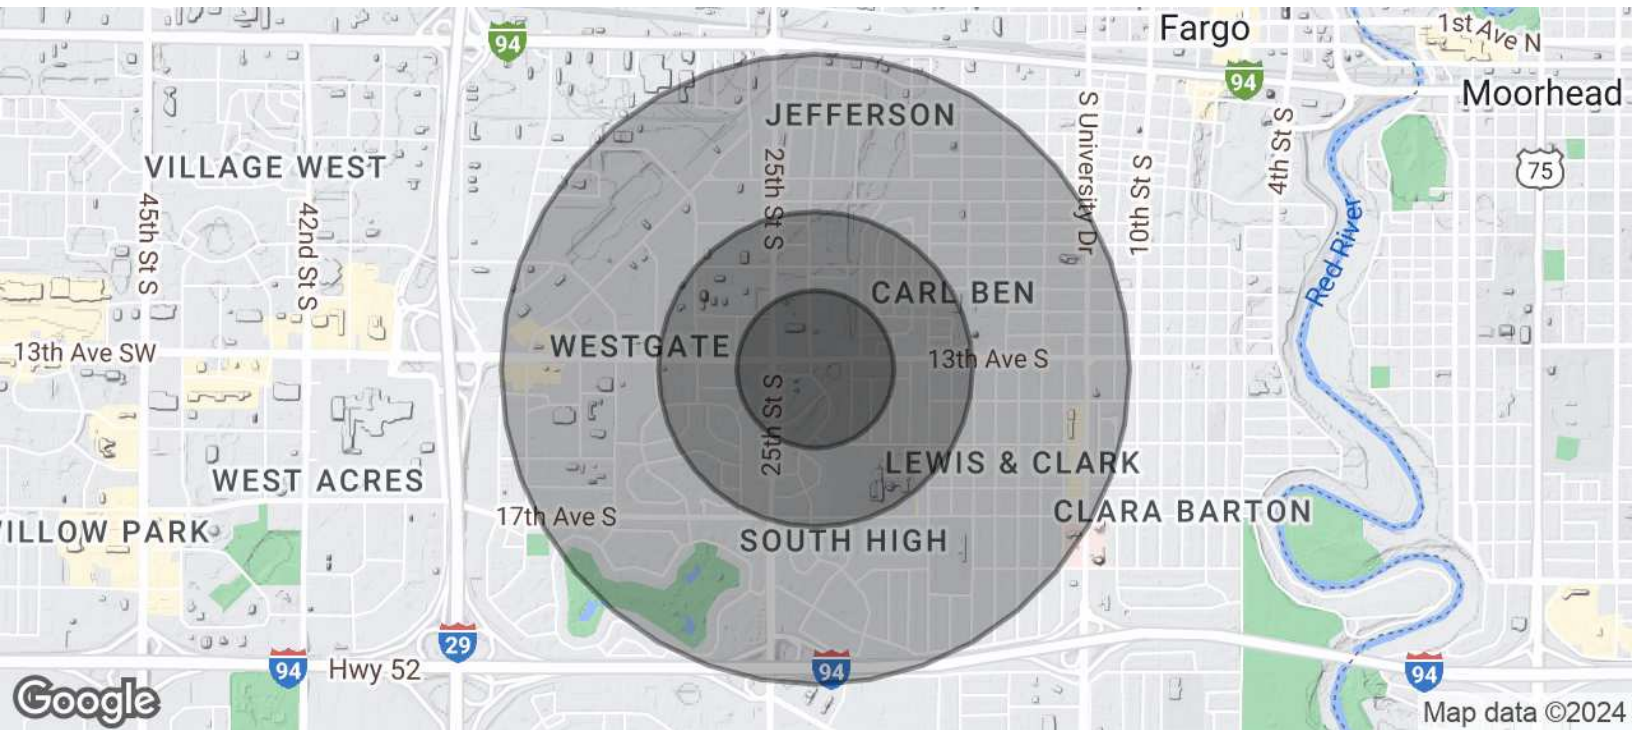 94
Fargo
1st Ave N
94
Moorhead
JEFFERSON
S University Dr
4th St S
25th St S
10th St S
VILLAGE WEST
75
45th St S
42nd St S
Red River
CARL BEN
WESTGATE
13th Ave SW
13th Ave S
25th St S
LEWIS & CLARK
WEST ACRES
CLARA BARTON
17th Ave S
ILLOW PARK
SOUTH HIGH
29
94
Hwy 52
94
94
Google
Map data ©2024